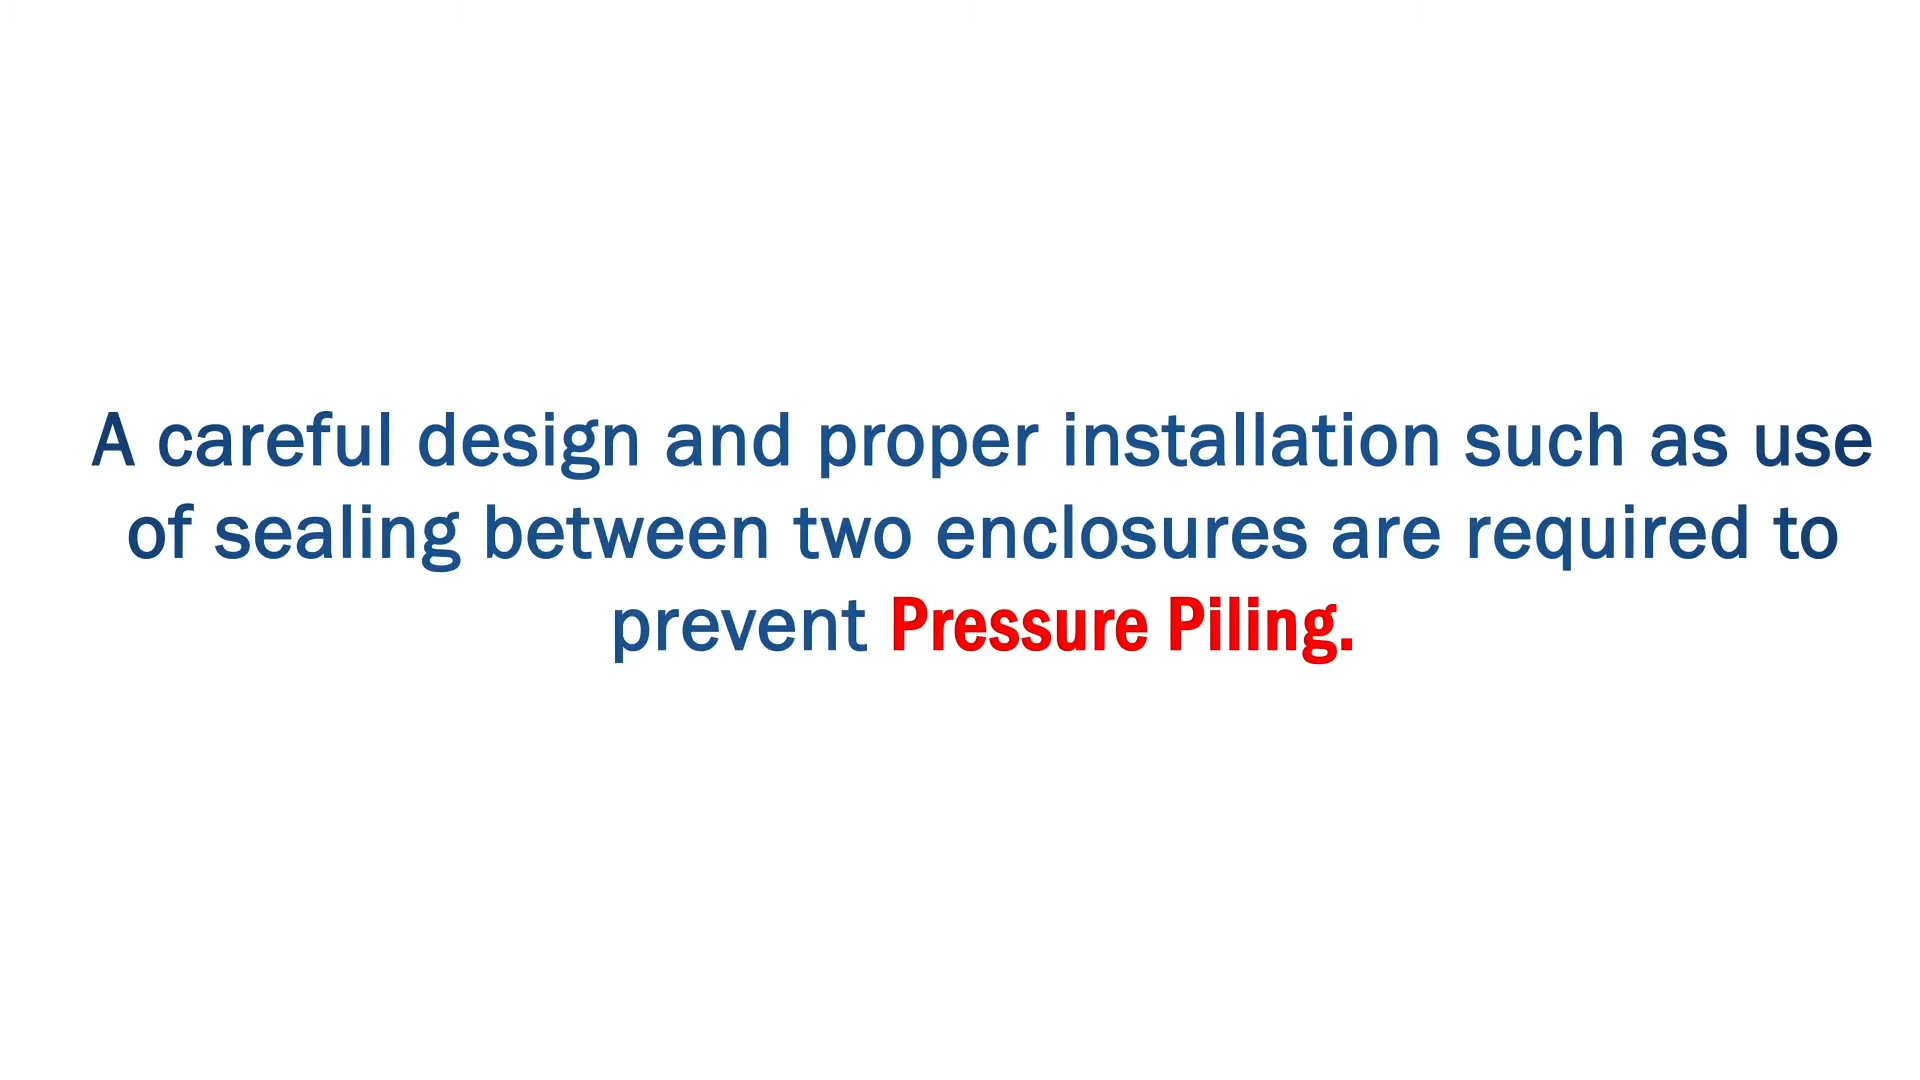 A careful design and proper installation such as use
of sealing between two enclosures are required to
prevent Pressure Piling.